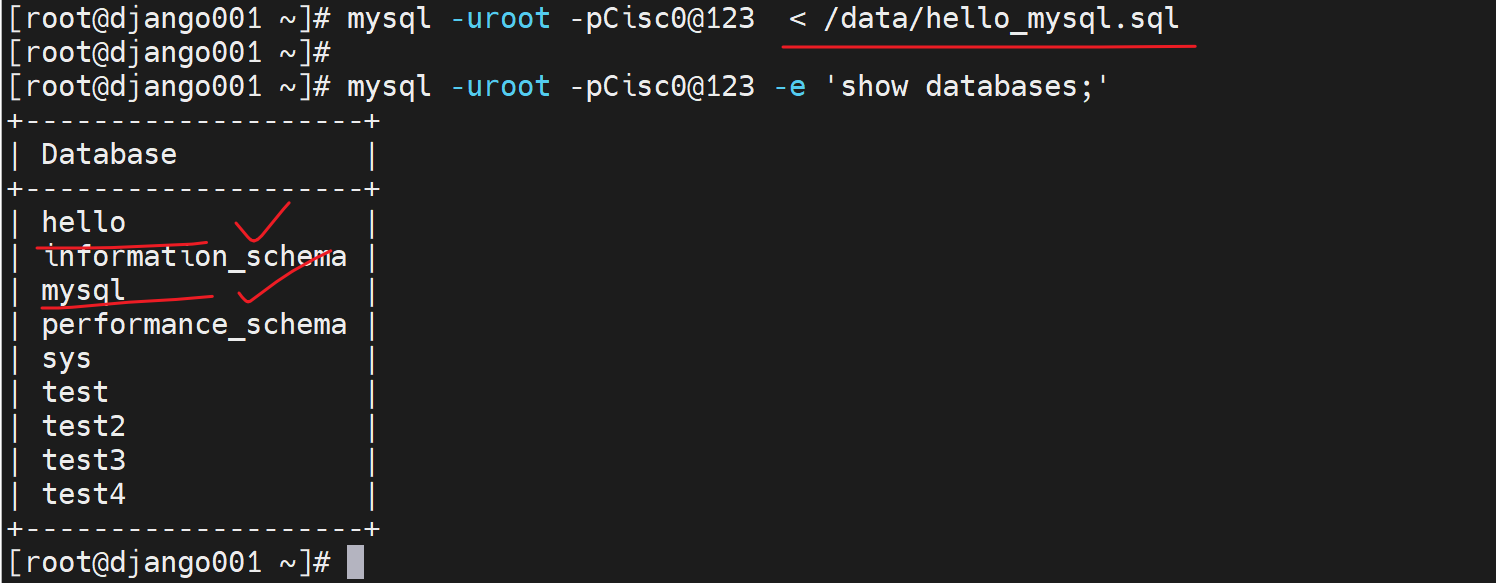 [root@django001 ~]# mysql -uroot -pCisc0@123  < /data/hello_mysql.sql
[root@django001 ~]#
[root@django001 ~]# mysql -uroot -pCisc0@123 -e 'show databases;'
+--------------------+
| Database           |
+--------------------+
| hello              |
| information_schema |
| mysql              |
| performance_schema |
| sys                |
| test               |
| test2              |
| test3              |
| test4              |
+--------------------+
[root@django001 ~]#